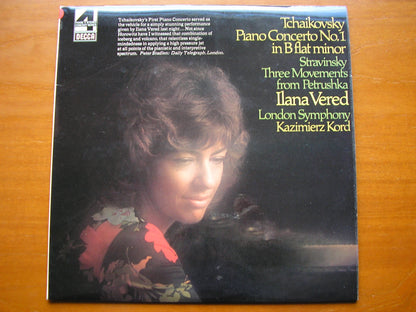 4
DECCA
Tchaikovsky's First Piano Concerto served as
the vehicle for a simply stunning performance
given by Ilana Vered last night... Not since
Horowitz have I witnessed that combination of
iceberg and volcano, that relentless single-
mindedness in applying a high pressure jet
at all points of the pianistic and interpretive
spectrum. Peter Stadlen: Daily Telegraph, London.
Tchaikovsky
Piano Concerto No.1
in B flat minor
Stravinsky
Three Movements
from Petrushka
Ilana Vered
London Symphony
Kazimierz Kord